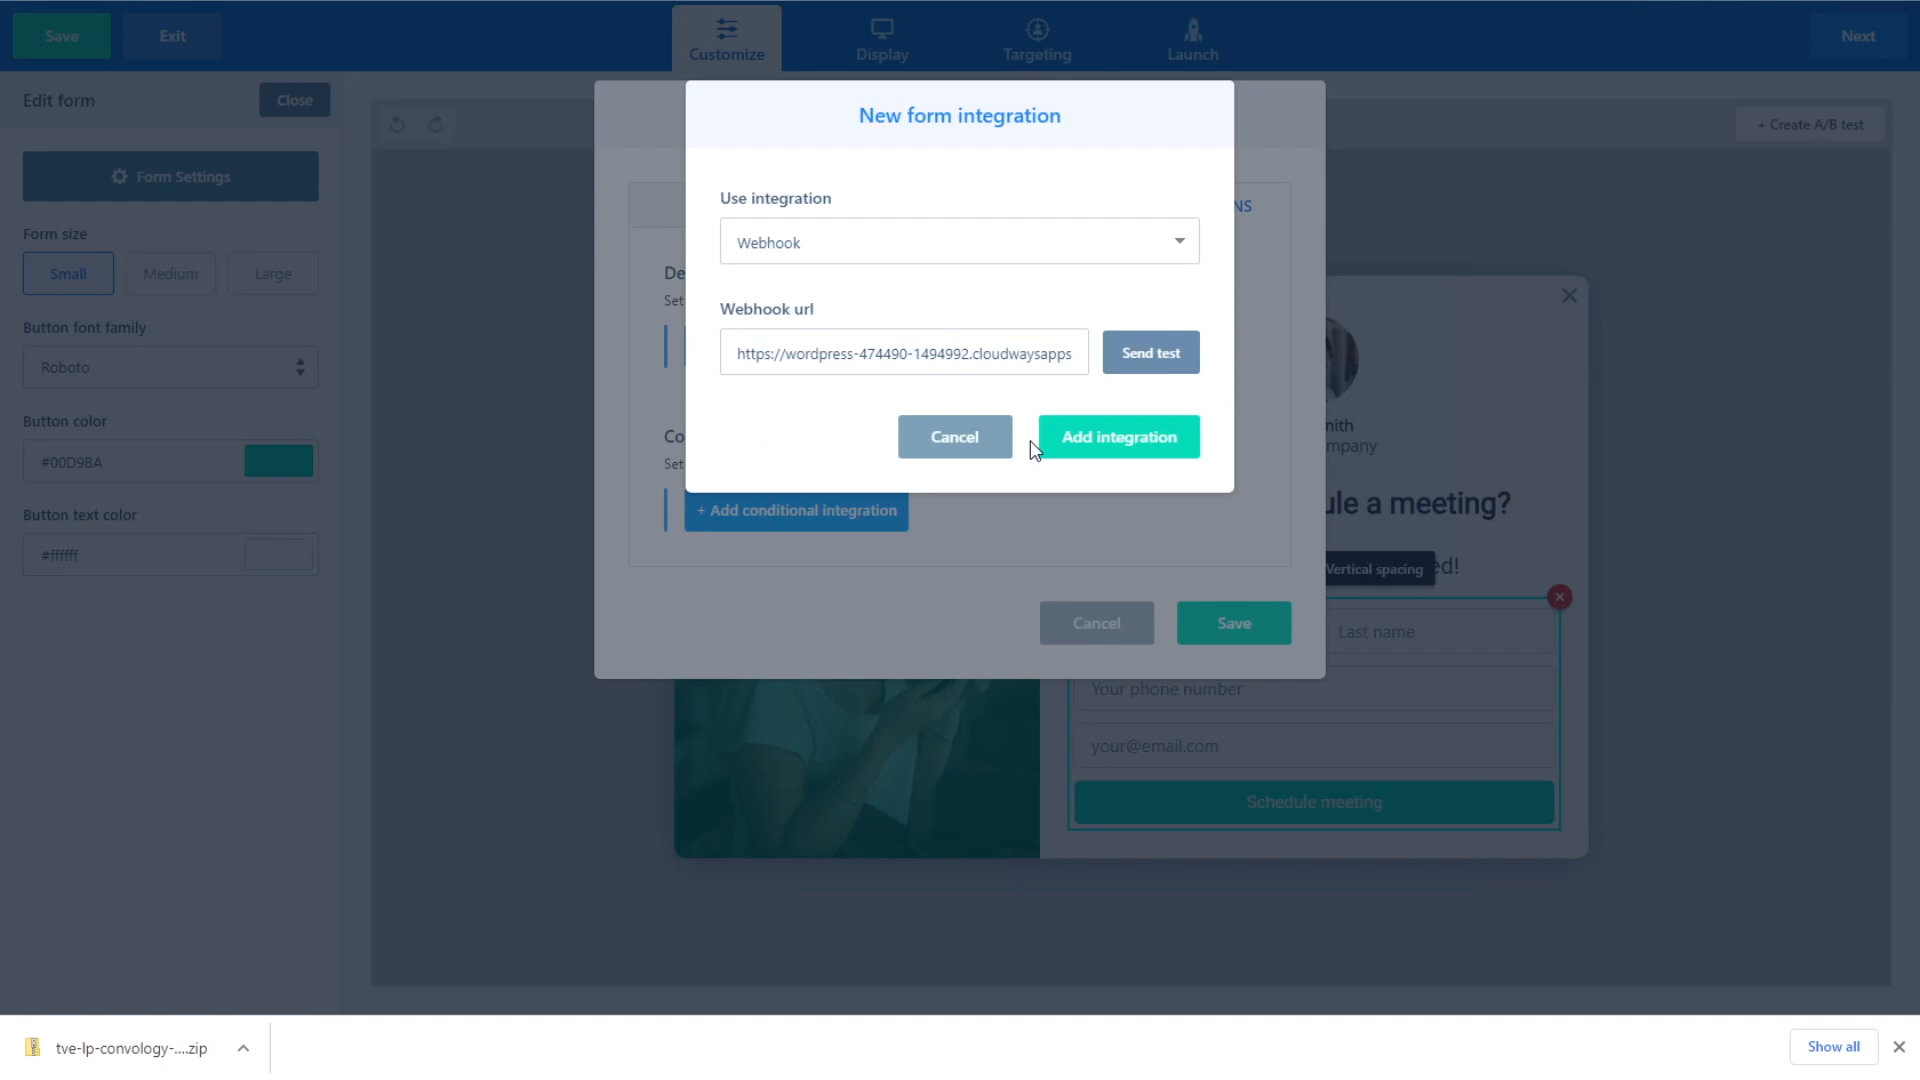 Save
Exit
Customize
Display
Targeting
Launch
Next
Edit form
Close
Form Settings
Form size
Small
Medium
Large
Button font family
Roboto
Button color
#00D9BA
Button text color
#ffffff
+ Create A/B test
New form integration
Use integration
Webhook
Webhook url
https://wordpress-474490-1494992.cloudwaysapps
Send test
Cancel
Add integration
NS
De
Set
Co
Set
+ Add conditional integration
Cancel
Save
nith
mpany
ule a meeting?
Vertical spacing
ed!
Last name
Your phone number
your@email.com
Schedule meeting
tve-lp-convology-....zip
Show all